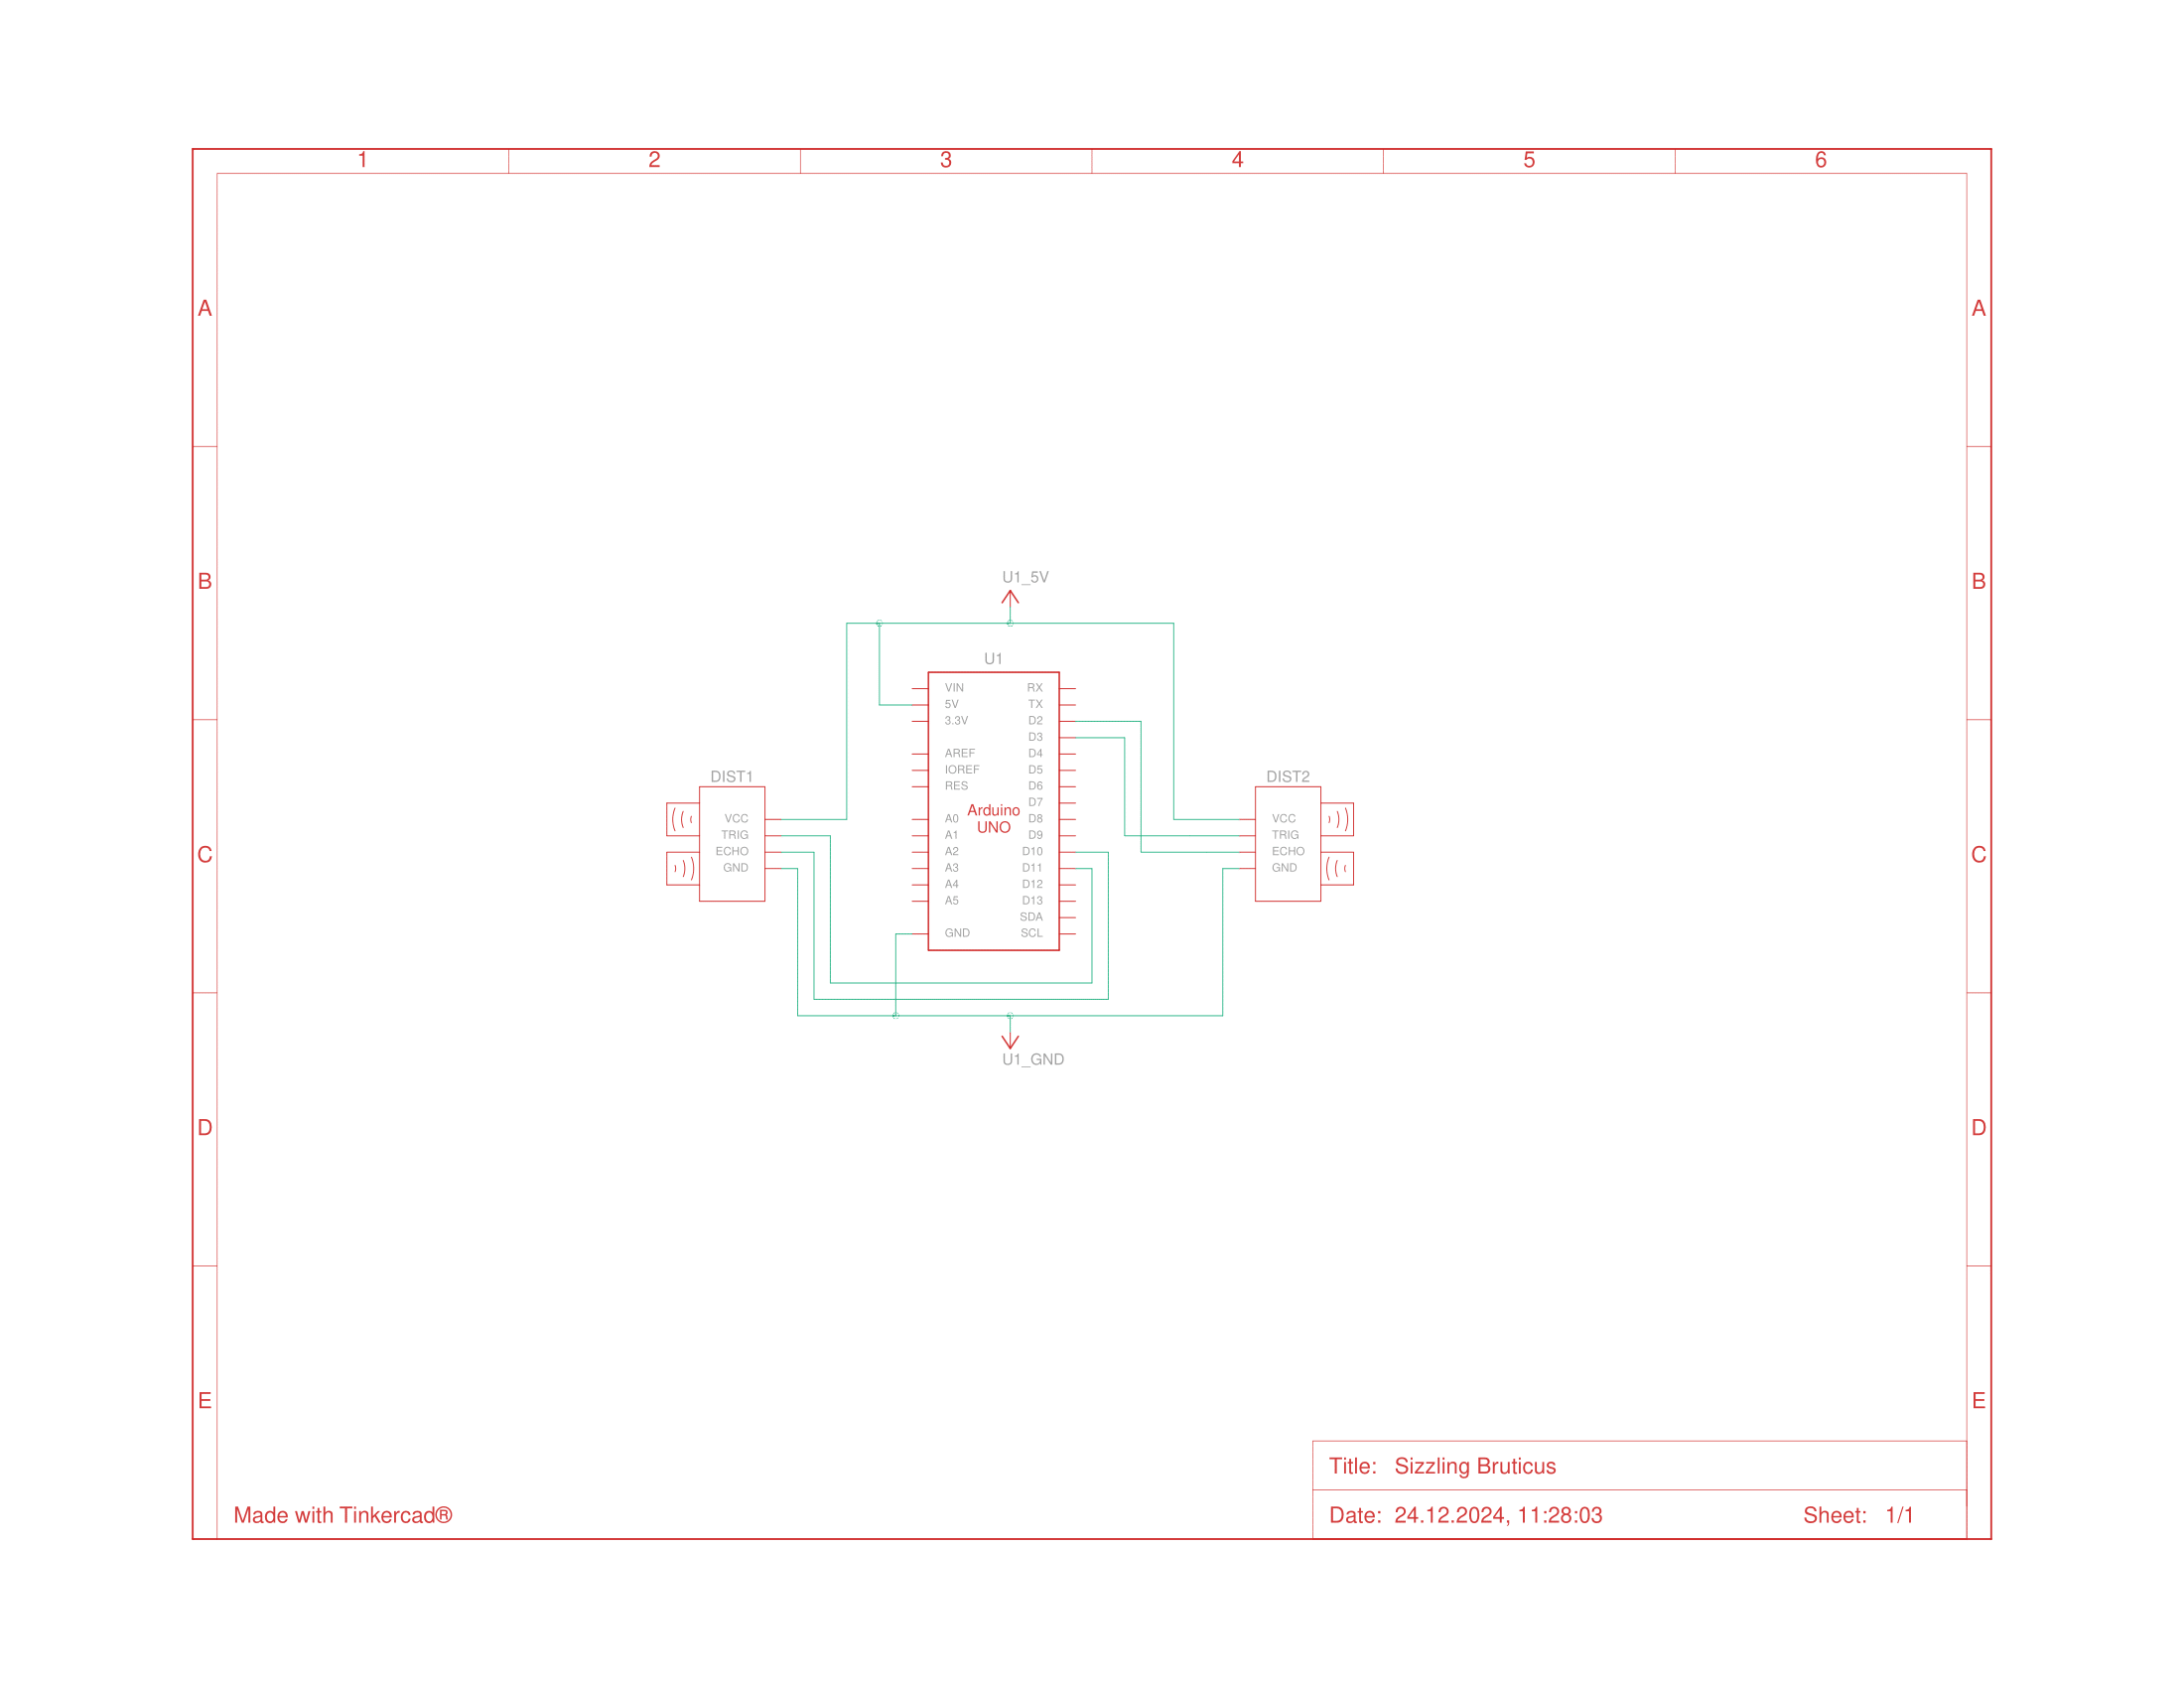 1 2 3 4 5 6
A A
B B
U1_5V
U1
VIN RX
5V TX
3.3V D2
D3
AREF D4
IOREF D5
RES D6
D7
Arduino
UNO
A0 D8
A1 D9
A2 D10
A3 D11
A4 D12
A5 D13
SDA
GND SCL
DIST1
VCC
TRIG
ECHO
GND
DIST2
VCC
TRIG
ECHO
GND
C C
U1_GND
D D
E E
Title: Sizzling Bruticus
Made with Tinkercad®
Date: 24.12.2024, 11:28:03 Sheet: 1/1